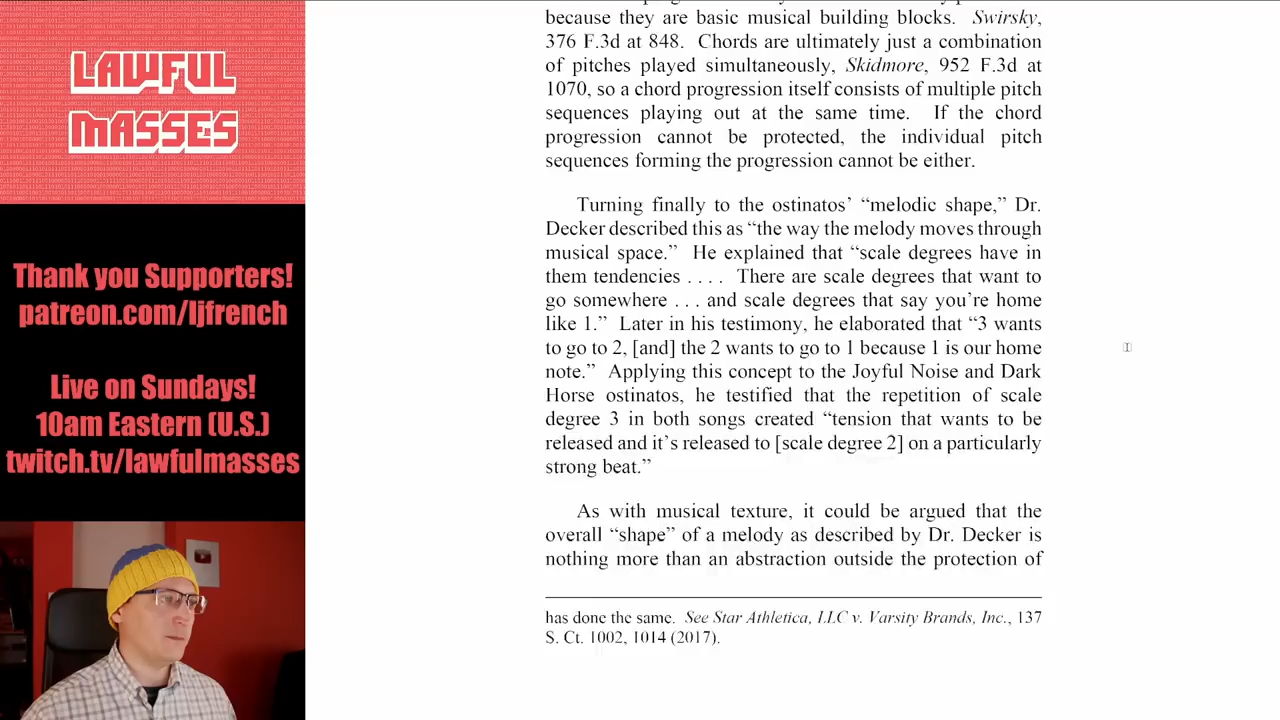 LAWFUL
MASSES
Thank you Supporters!
patreon.com/ljfrench
Live on Sundays!
10am Eastern (U.S.)
twitch.tv/lawfulmasses
because they are basic musical building blocks. Swirsky,
376 F.3d at 848. Chords are ultimately just a combination
of pitches played simultaneously, Skidmore, 952 F.3d at
1070, so a chord progression itself consists of multiple pitch
sequences playing out at the same time. If the chord
progression cannot be protected, the individual pitch
sequences forming the progression cannot be either.
Turning finally to the ostinatos’ “melodic shape,” Dr.
Decker described this as “the way the melody moves through
musical space.” He explained that “scale degrees have in
them tendencies . . . . There are scale degrees that want to
go somewhere . . . and scale degrees that say you’re home
like 1.” Later in his testimony, he elaborated that “3 wants
to go to 2, [and] the 2 wants to go to 1 because 1 is our home
note.” Applying this concept to the Joyful Noise and Dark
Horse ostinatos, he testified that the repetition of scale
degree 3 in both songs created “tension that wants to be
released and it’s released to [scale degree 2] on a particularly
strong beat.”
As with musical texture, it could be argued that the
overall “shape” of a melody as described by Dr. Decker is
nothing more than an abstraction outside the protection of
has done the same. See Star Athletica, LLC v. Varsity Brands, Inc., 137
S. Ct. 1002, 1014 (2017).